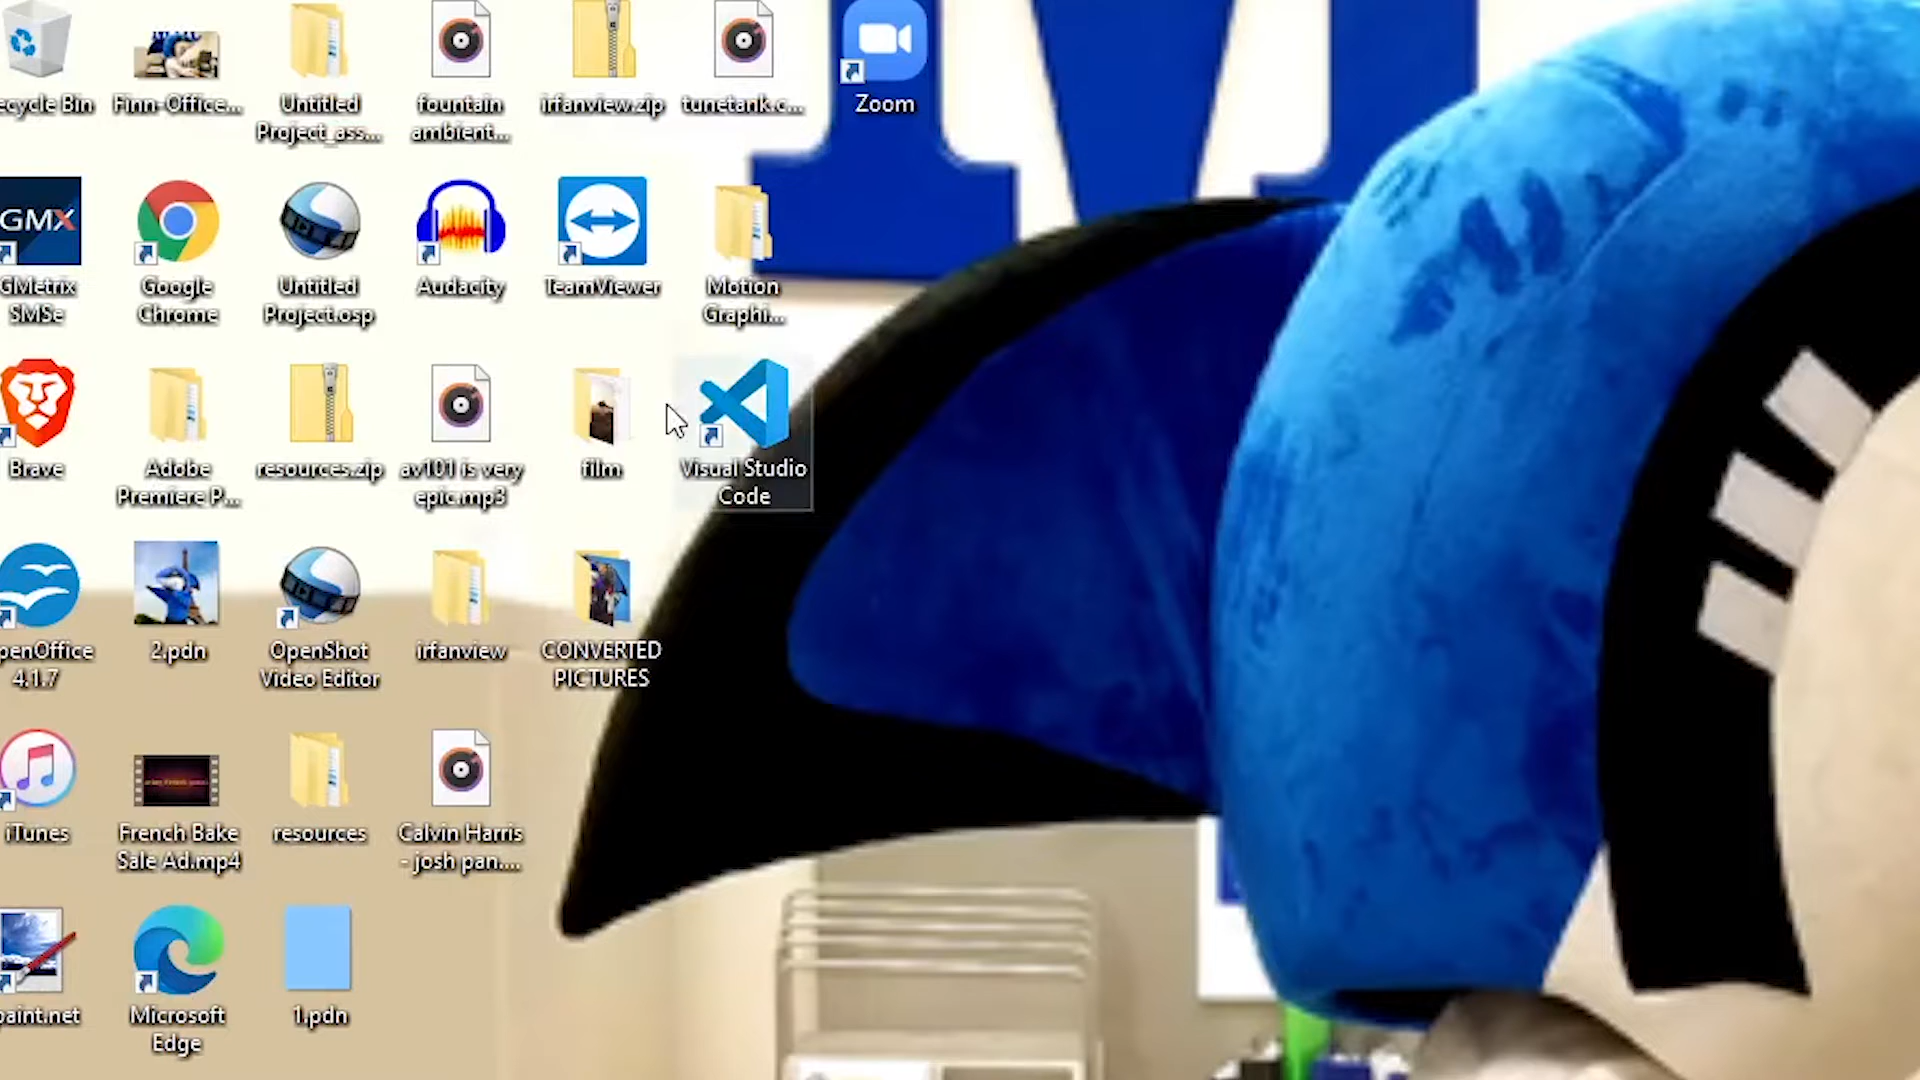 ecycle Bin
Finn-Office...
Untitled
Project_ass...
fountain
ambient...
irfanview.zip
tunetank.c...
Zoom
GMX
GMetrix
SMSe
Google
Chrome
Untitled
Project.osp
Audacity
TeamViewer
Motion
Graphi...
Brave
Adobe
Premiere P...
resources.zip
av101 is very
epic.mp3
film
Visual Studio
Code
penOffice
4.1.7
2.pdn
OpenShot
Video Editor
irfanview
CONVERTED
PICTURES
iTunes
French Bake
Sale Ad.mp4
resources
Calvin Harris
- josh pan....
paint.net
Microsoft
Edge
1.pdn